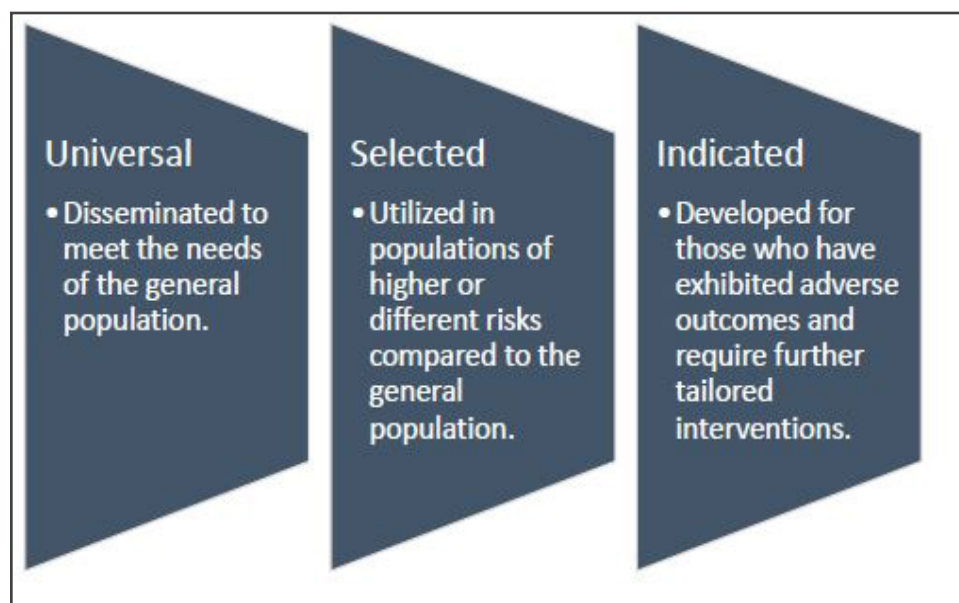 Universal
•Disseminated to
meet the needs
of the general
population.
Selected
•Utilized in
populations of
higher or
different risks
compared to the
general
population.
Indicated
•Developed for
those who have
exhibited adverse
outcomes and
require further
tailored
interventions.